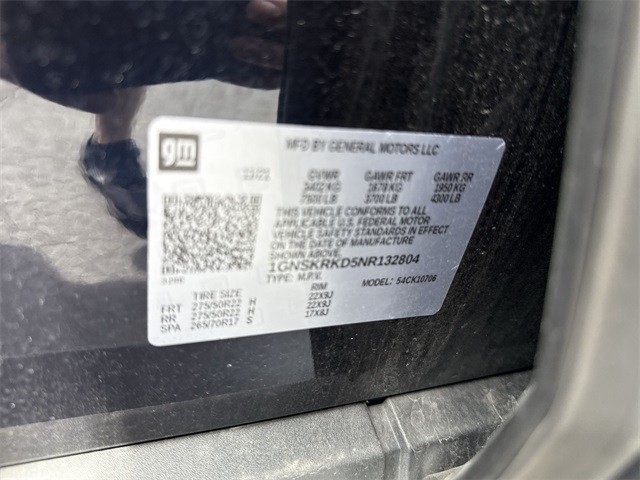 gm
MFD BY GENERAL MOTORS LLC
GVWR GAWR FRT GAWR RR
3402 KG 1678 KG 1950 KG
7500 LB 3700 LB 4300 LB
THIS VEHICLE CONFORMS TO ALL
APPLICABLE U.S. FEDERAL MOTOR
VEHICLE SAFETY STANDARDS IN EFFECT
ON THE DATE OF MANUFACTURE
SHOWN ABOVE
1GNSKRKD5NR132804
TYPE: M.P.V. MODEL: 54CK10706
TIRE SIZE RIM
FRT 275/50R22 H 22X9J
RR 275/50R22 H 22X9J
SPA 265/70R17 S 17X8J